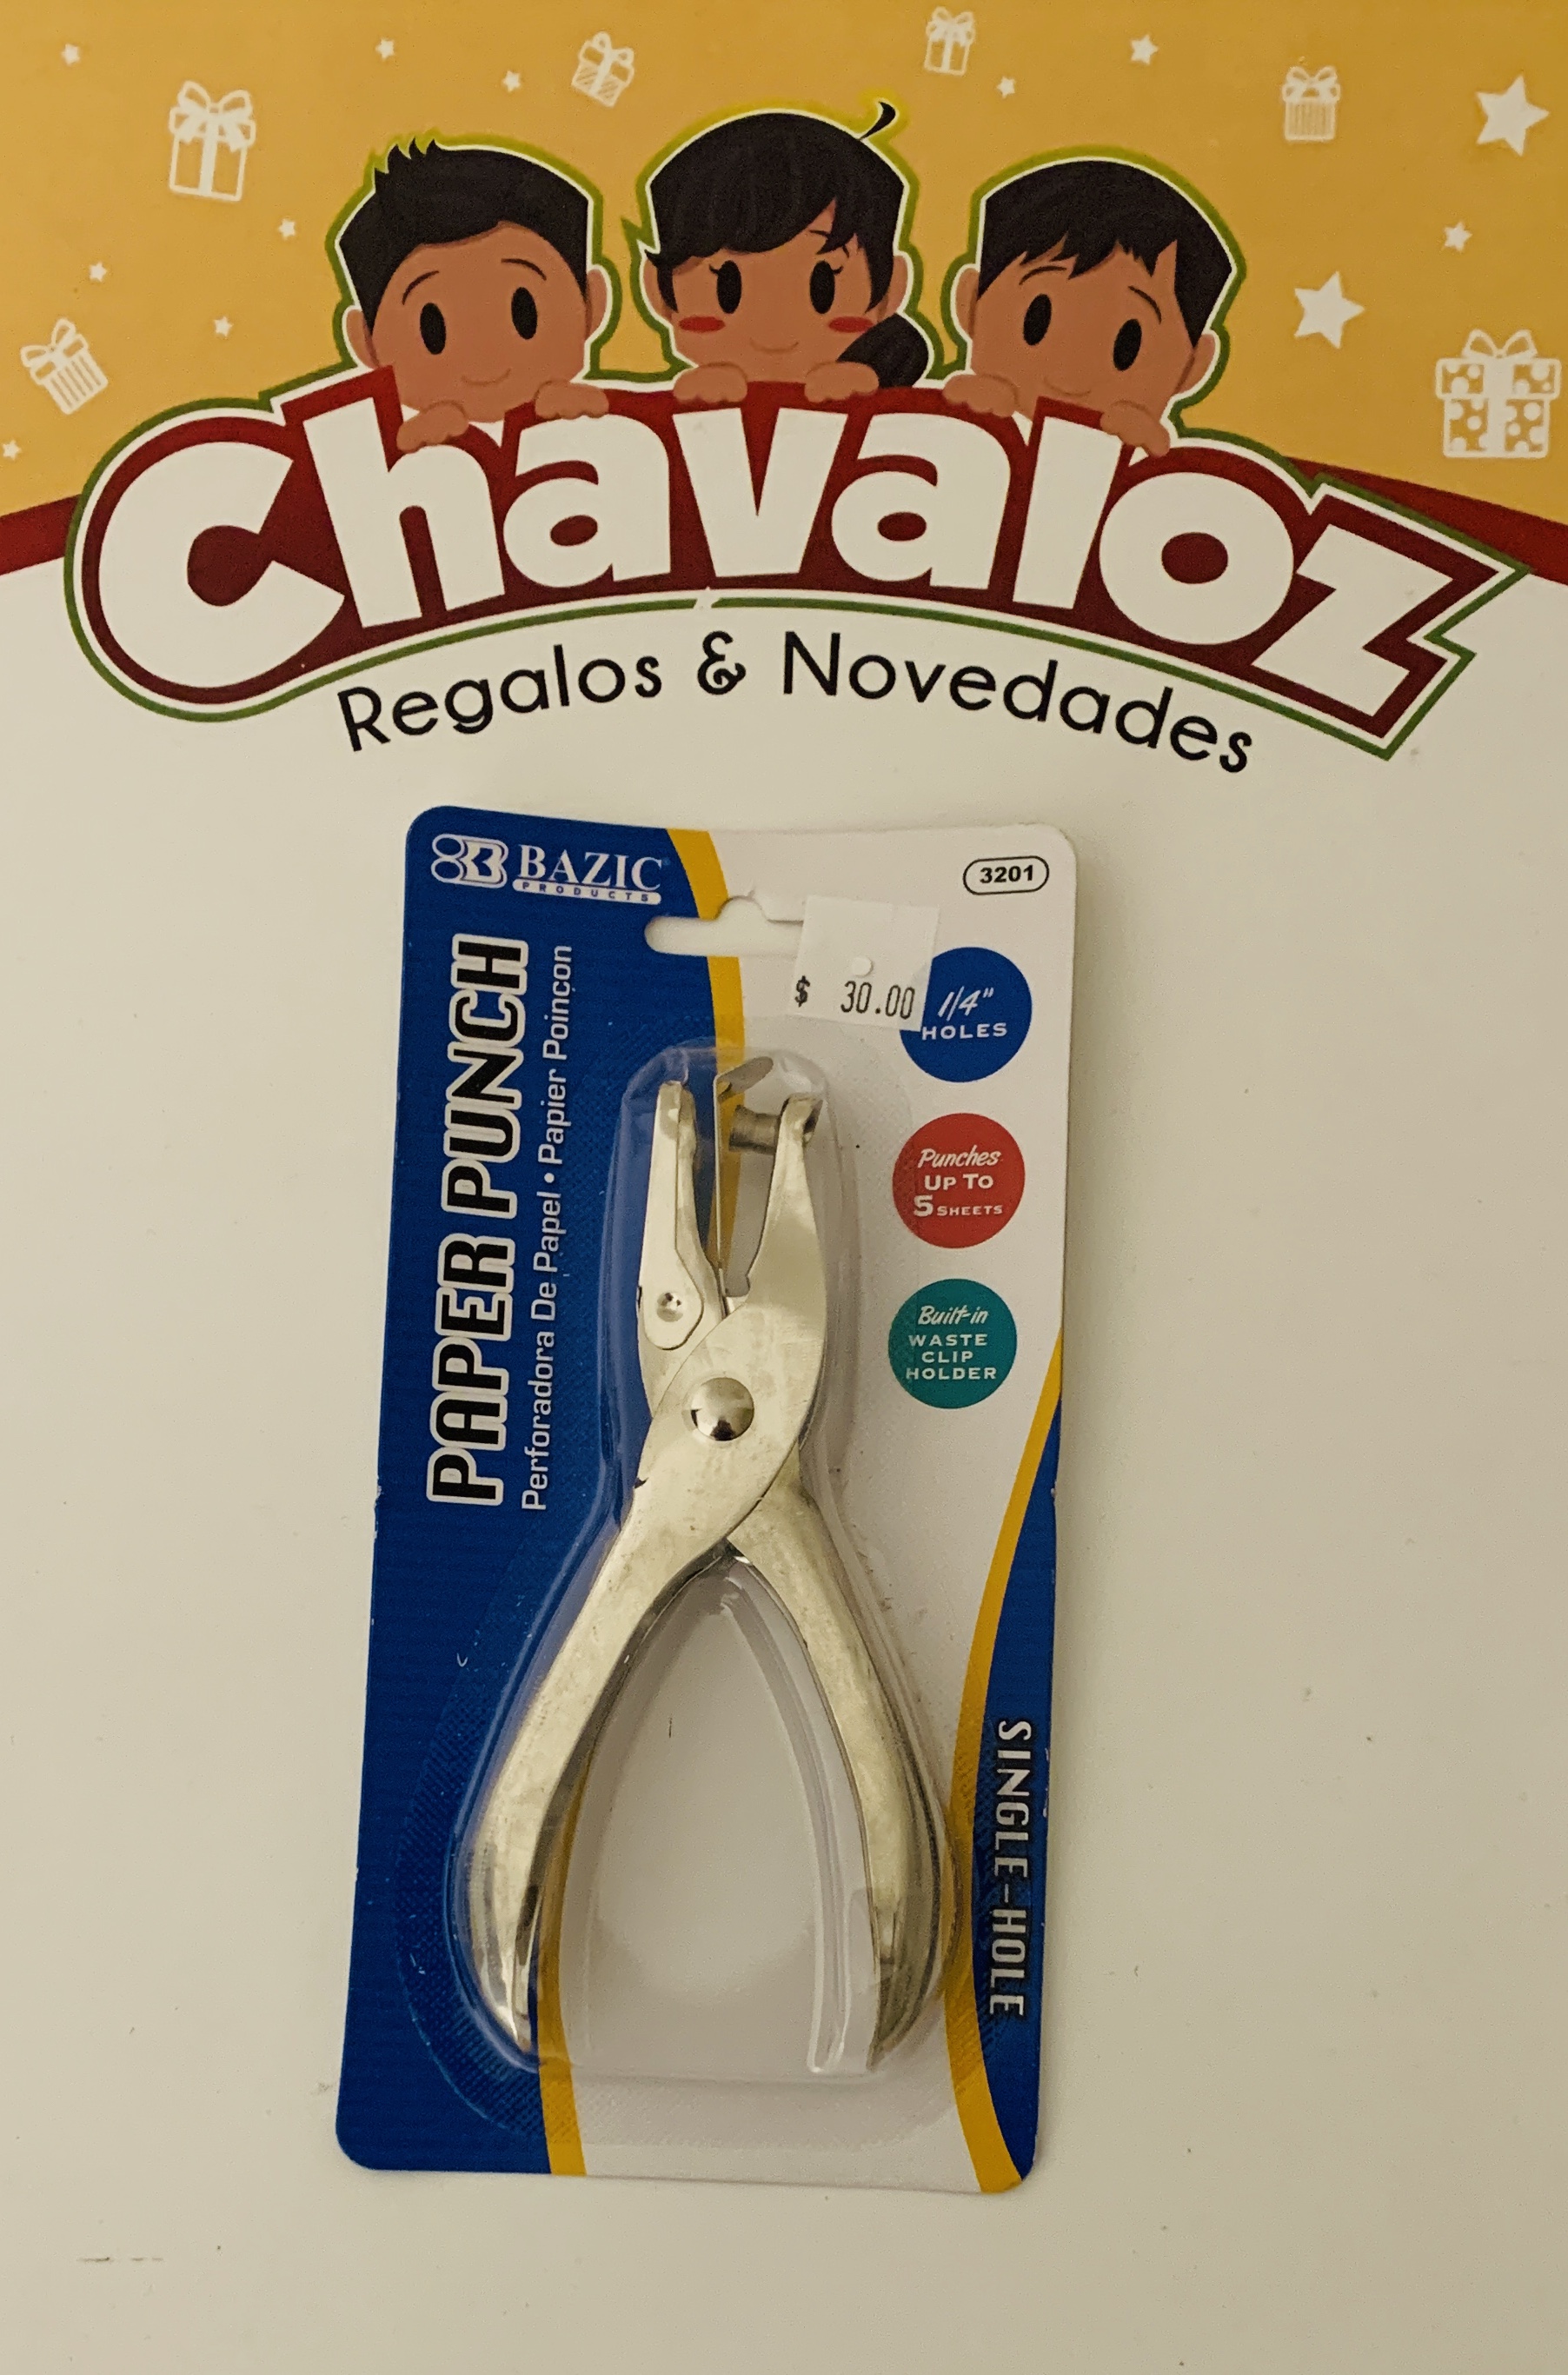 Chavaloz
Regalos & Novedades
BAZIC
PRODUCTS
3201
$ 30.00
1/4"
HOLES
PAPER PUNCH
Perforadora De Papel • Papier Poinçon
Punches
UP TO
5 SHEETS
Built-in
WASTE
CLIP
HOLDER
SINGLE-HOLE